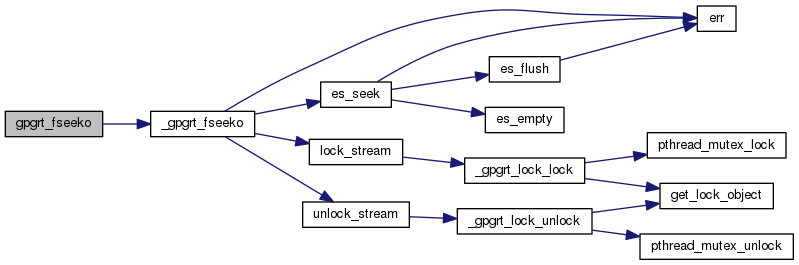 gpgrt_fseeko
_gpgrt_fseeko
es_seek
lock_stream
unlock_stream
es_flush
es_empty
_gpgrt_lock_lock
_gpgrt_lock_unlock
err
pthread_mutex_lock
get_lock_object
pthread_mutex_unlock